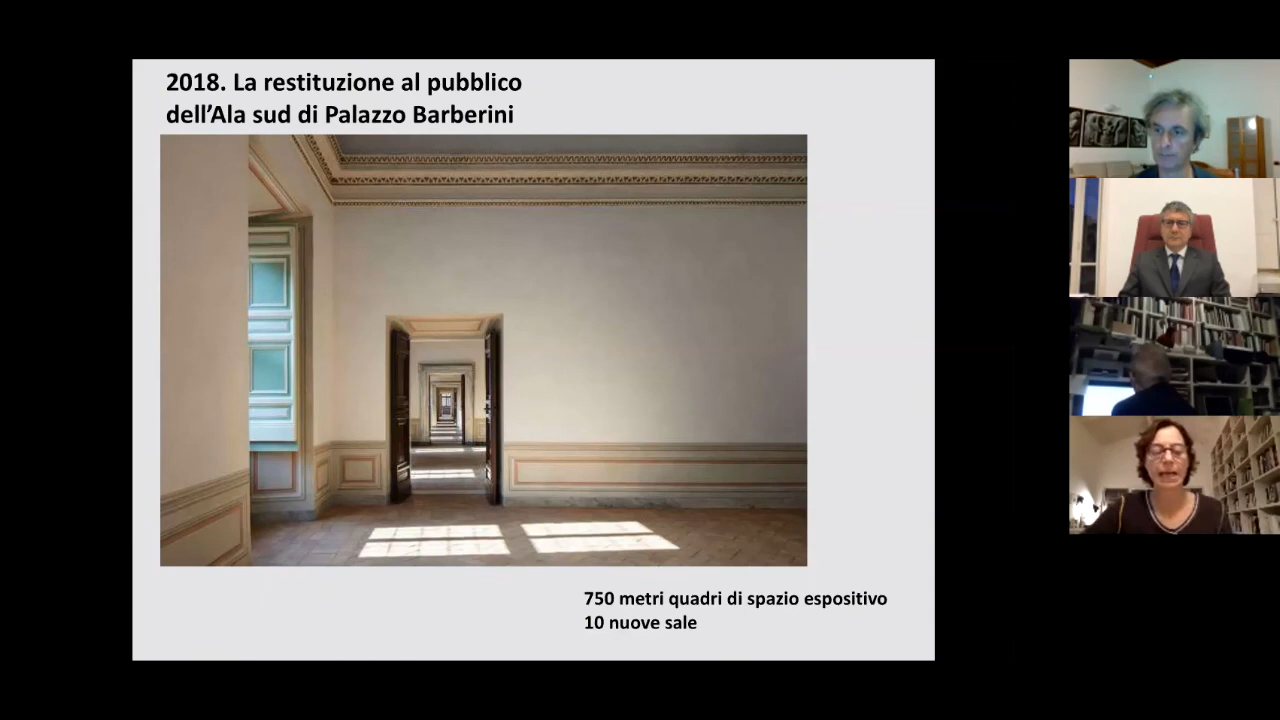 2018. La restituzione al pubblico
dell’Ala sud di Palazzo Barberini
750 metri quadri di spazio espositivo
10 nuove sale